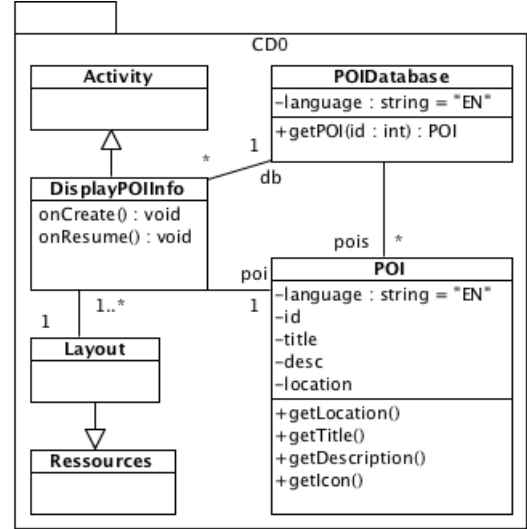 CD0
Activity
POIDatabase
-language : string = "EN"
+getPOI(id : int) : POI
1
*
db
DisplayPOIInfo
onCreate() : void
onResume() : void
pois
*
poi
1
POI
-language : string = "EN"
-id
-title
-desc
-location
+getLocation()
+getTitle()
+getDescription()
+getIcon()
1..*
1
Layout
Ressources